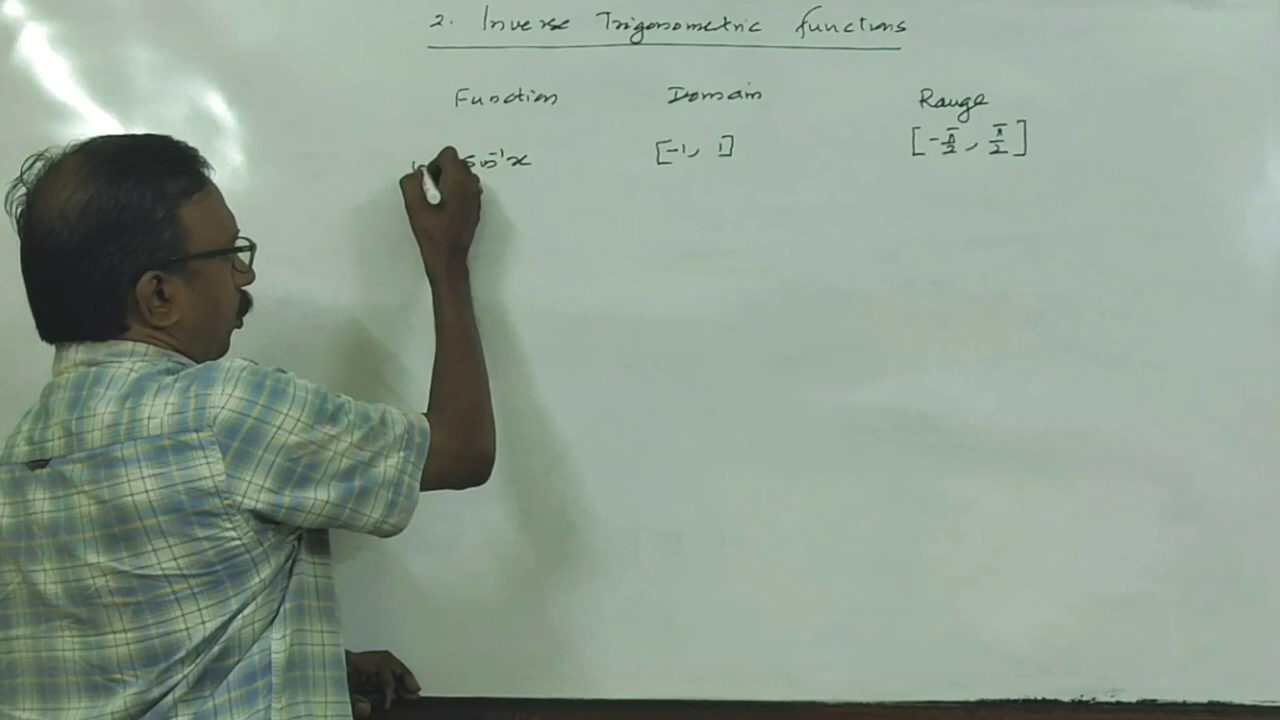 2. Inverse Trigonometric functions
Function Domain Range
sin⁻¹x [-1, 1] [-π/2, π/2]